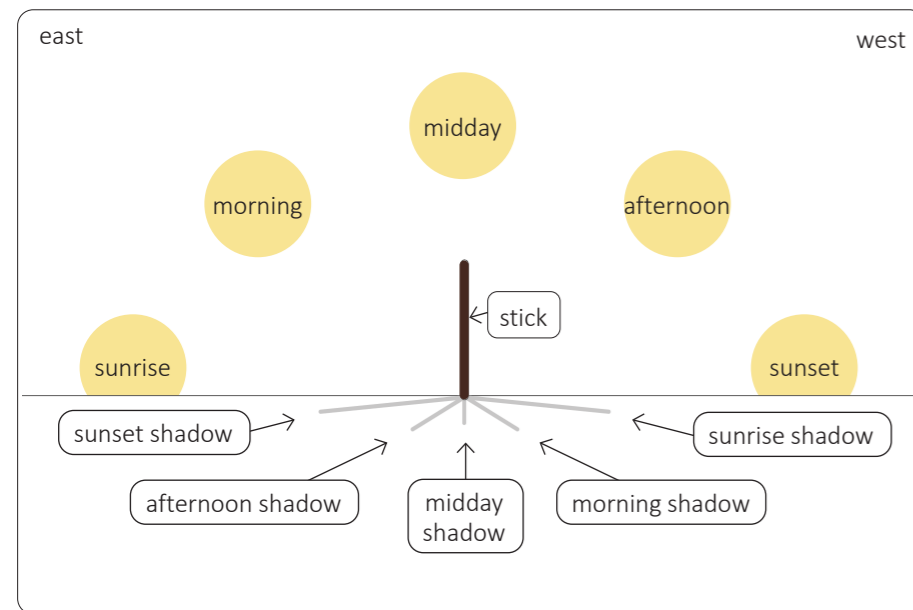 east
west
midday
morning
afternoon
stick
sunrise
sunset
sunset shadow
sunrise shadow
afternoon shadow
midday
shadow
morning shadow